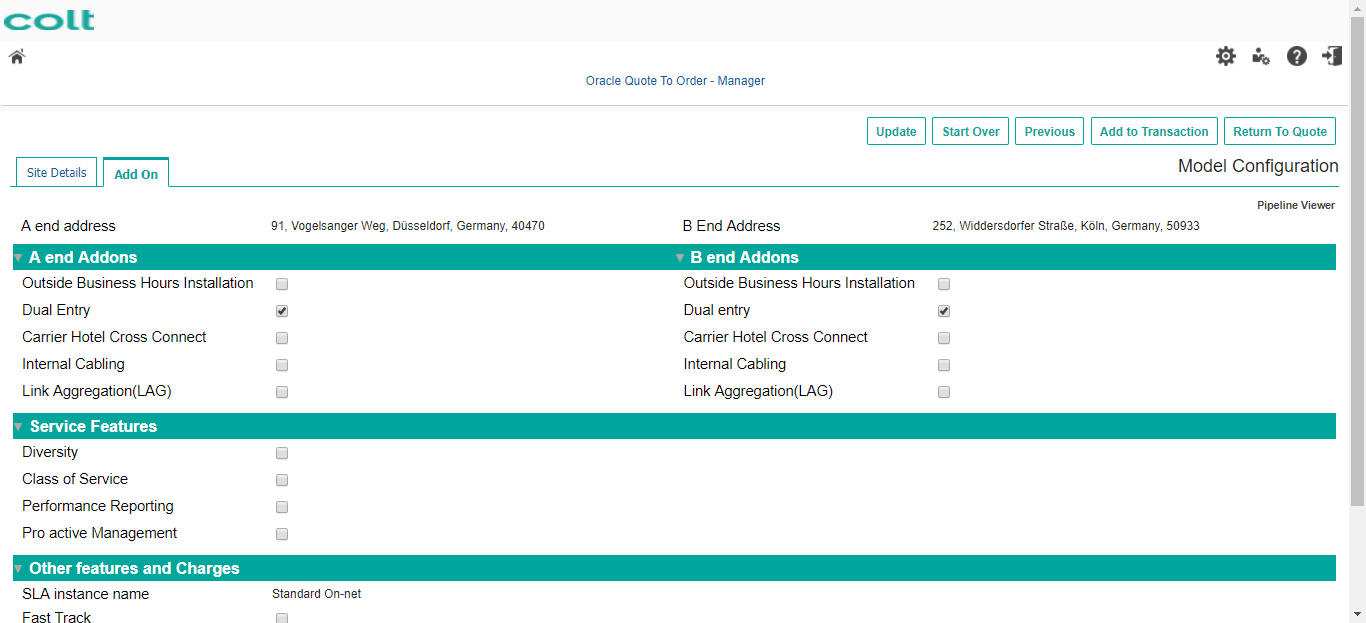 colt
Oracle Quote To Order - Manager
Update Start Over Previous Add to Transaction Return To Quote
Site Details Add On Model Configuration
Pipeline Viewer
A end address 91, Vogelsanger Weg, Düsseldorf, Germany, 40470 B End Address 252, Widdersdorfer Straße, Köln, Germany, 50933
A end Addons B end Addons
Outside Business Hours Installation Outside Business Hours Installation
Dual Entry Dual entry
Carrier Hotel Cross Connect Carrier Hotel Cross Connect
Internal Cabling Internal Cabling
Link Aggregation(LAG) Link Aggregation(LAG)
Service Features
Diversity
Class of Service
Performance Reporting
Pro active Management
Other features and Charges
SLA instance name Standard On-net
Fast Track